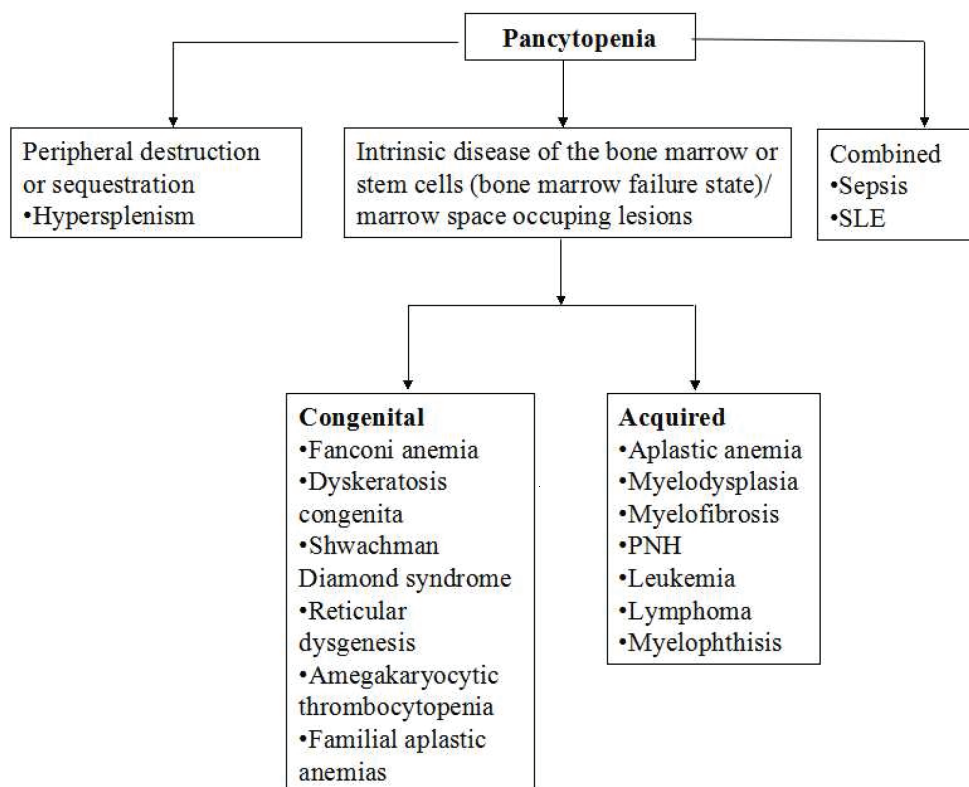 Pancytopenia
Peripheral destruction
or sequestration
•Hypersplenism
Intrinsic disease of the bone marrow or
stem cells (bone marrow failure state)/
marrow space occuping lesions
Combined
•Sepsis
•SLE
Congenital
•Fanconi anemia
•Dyskeratosis
congenita
•Shwachman
Diamond syndrome
•Reticular
dysgenesis
•Amegakaryocytic
thrombocytopenia
•Familial aplastic
anemias
Acquired
•Aplastic anemia
•Myelodysplasia
•Myelofibrosis
•PNH
•Leukemia
•Lymphoma
•Myelophthisis